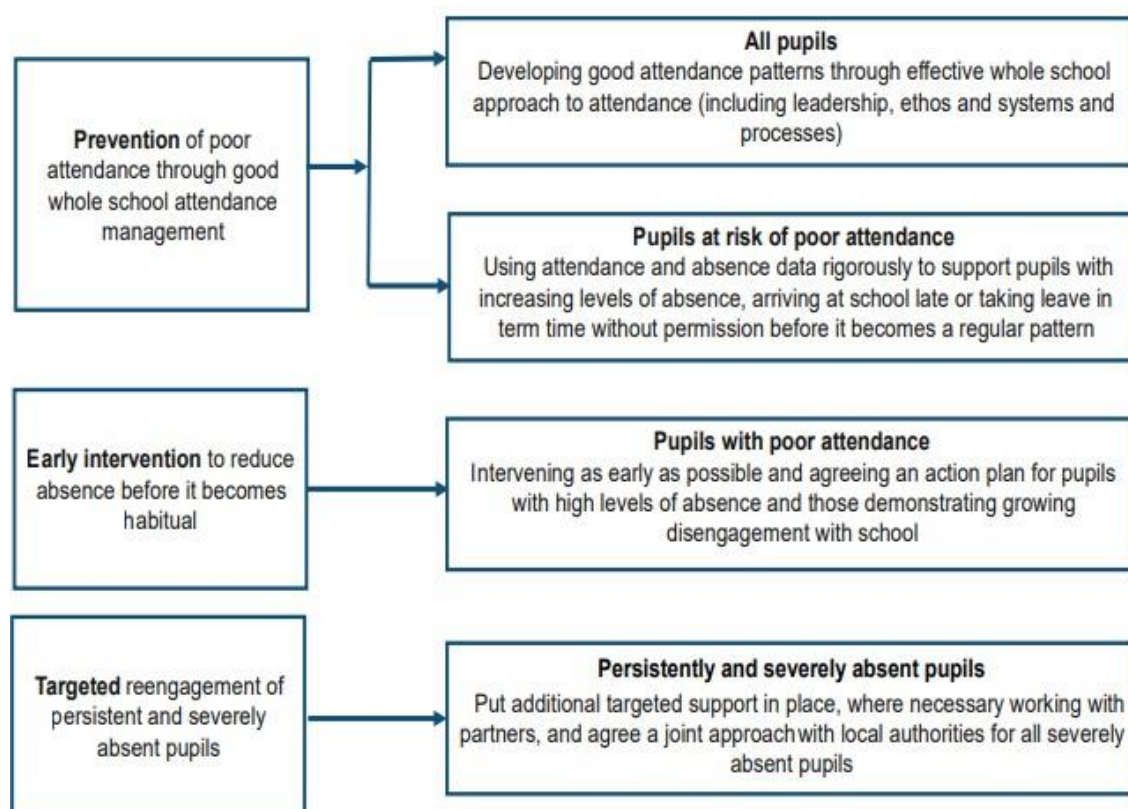 Prevention of poor
attendance through good
whole school attendance
management
All pupils
Developing good attendance patterns through effective whole school
approach to attendance (including leadership, ethos and systems and
processes)
Pupils at risk of poor attendance
Using attendance and absence data rigorously to support pupils with
increasing levels of absence, arriving at school late or taking leave in
term time without permission before it becomes a regular pattern
Early intervention to reduce
absence before it becomes
habitual
Pupils with poor attendance
Intervening as early as possible and agreeing an action plan for pupils
with high levels of absence and those demonstrating growing
disengagement with school
Targeted reengagement of
persistent and severely
absent pupils
Persistently and severely absent pupils
Put additional targeted support in place, where necessary working with
partners, and agree a joint approach with local authorities for all severely
absent pupils